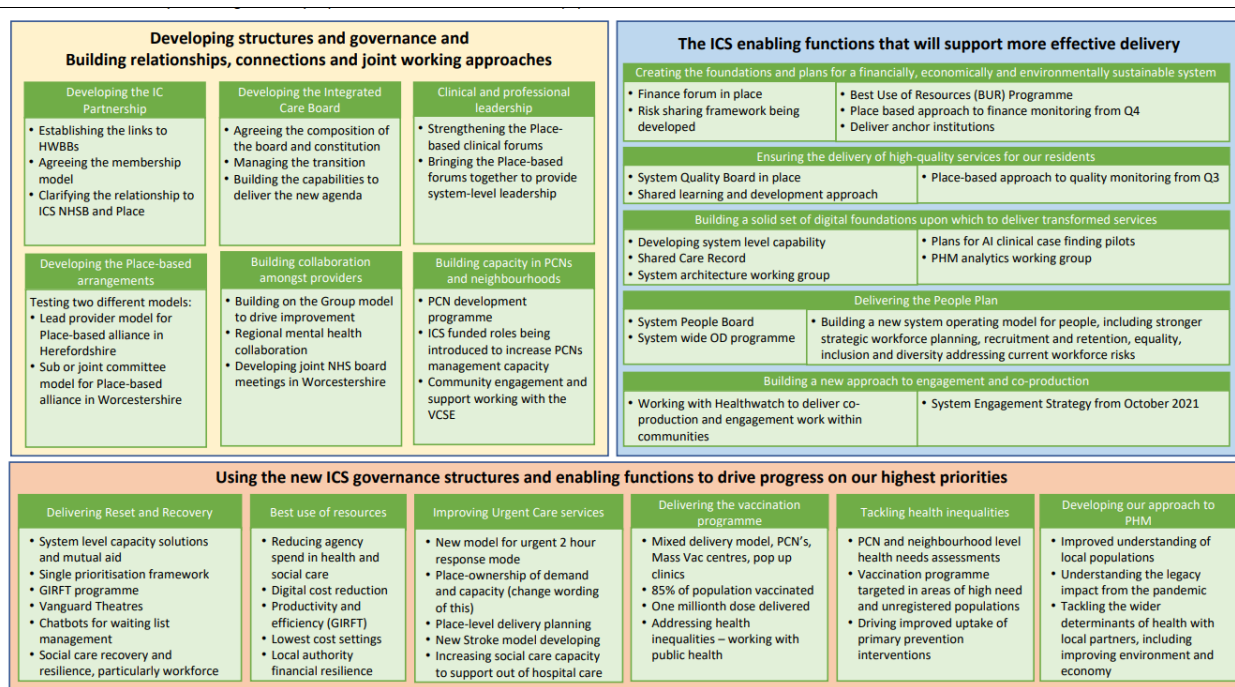 Developing structures and governance and
Building relationships, connections and joint working approaches
Developing the IC
Partnership
• Establishing the links to
HWBBs
• Agreeing the membership
model
• Clarifying the relationship to
ICS NHSB and Place
Developing the Integrated
Care Board
• Agreeing the composition of
the board and constitution
• Managing the transition
• Building the capabilities to
deliver the new agenda
Clinical and professional
leadership
• Strengthening the Place-
based clinical forums
• Bringing the Place-based
forums together to provide
system-level leadership
Developing the Place-based
arrangements
Testing two different models:
• Lead provider model for
Place-based alliance in
Herefordshire
• Sub or joint committee
model for Place-based
alliance in Worcestershire
Building collaboration
amongst providers
• Building on the Group model
to drive improvement
• Regional mental health
collaboration
• Developing joint NHS board
meetings in Worcestershire
Building capacity in PCNs
and neighbourhoods
• PCN development
programme
• ICS funded roles being
introduced to increase PCNs
management capacity
• Community engagement and
support working with the
VCSE
The ICS enabling functions that will support more effective delivery
Creating the foundations and plans for a financially, economically and environmentally sustainable system
• Finance forum in place
• Risk sharing framework being
developed
• Best Use of Resources (BUR) Programme
• Place based approach to finance monitoring from Q4
• Deliver anchor institutions
Ensuring the delivery of high-quality services for our residents
• System Quality Board in place
• Shared learning and development approach
• Place-based approach to quality monitoring from Q3
Building a solid set of digital foundations upon which to deliver transformed services
• Developing system level capability
• Shared Care Record
• System architecture working group
• Plans for AI clinical case finding pilots
• PHM analytics working group
Delivering the People Plan
• System People Board
• System wide OD programme
• Building a new system operating model for people, including stronger
strategic workforce planning, recruitment and retention, equality,
inclusion and diversity addressing current workforce risks
Building a new approach to engagement and co-production
• Working with Healthwatch to deliver co-
production and engagement work within
communities
• System Engagement Strategy from October 2021
Using the new ICS governance structures and enabling functions to drive progress on our highest priorities
Delivering Reset and Recovery
• System level capacity solutions
and mutual aid
• Single prioritisation framework
• GIRFT programme
• Vanguard Theatres
• Chatbots for waiting list
management
• Social care recovery and
resilience, particularly workforce
Best use of resources
• Reducing agency
spend in health and
social care
• Digital cost reduction
• Productivity and
efficiency (GIRFT)
• Lowest cost settings
• Local authority
financial resilience
Improving Urgent Care services
• New model for urgent 2 hour
response mode
• Place-ownership of demand
and capacity (change wording
of this)
• Place-level delivery planning
• New Stroke model developing
• Increasing social care capacity
to support out of hospital care
Delivering the vaccination
programme
• Mixed delivery model, PCN's,
Mass Vac centres, pop up
clinics
• 85% of population vaccinated
• One millionth dose delivered
• Addressing health
inequalities – working with
public health
Tackling health inequalities
• PCN and neighbourhood level
health needs assessments
• Vaccination programme
targeted in areas of high need
and unregistered populations
• Driving improved uptake of
primary prevention
interventions
Developing our approach to
PHM
• Improved understanding of
local populations
• Understanding the legacy
impact from the pandemic
• Tackling the wider
determinants of health with
local partners, including
improving environment and
economy